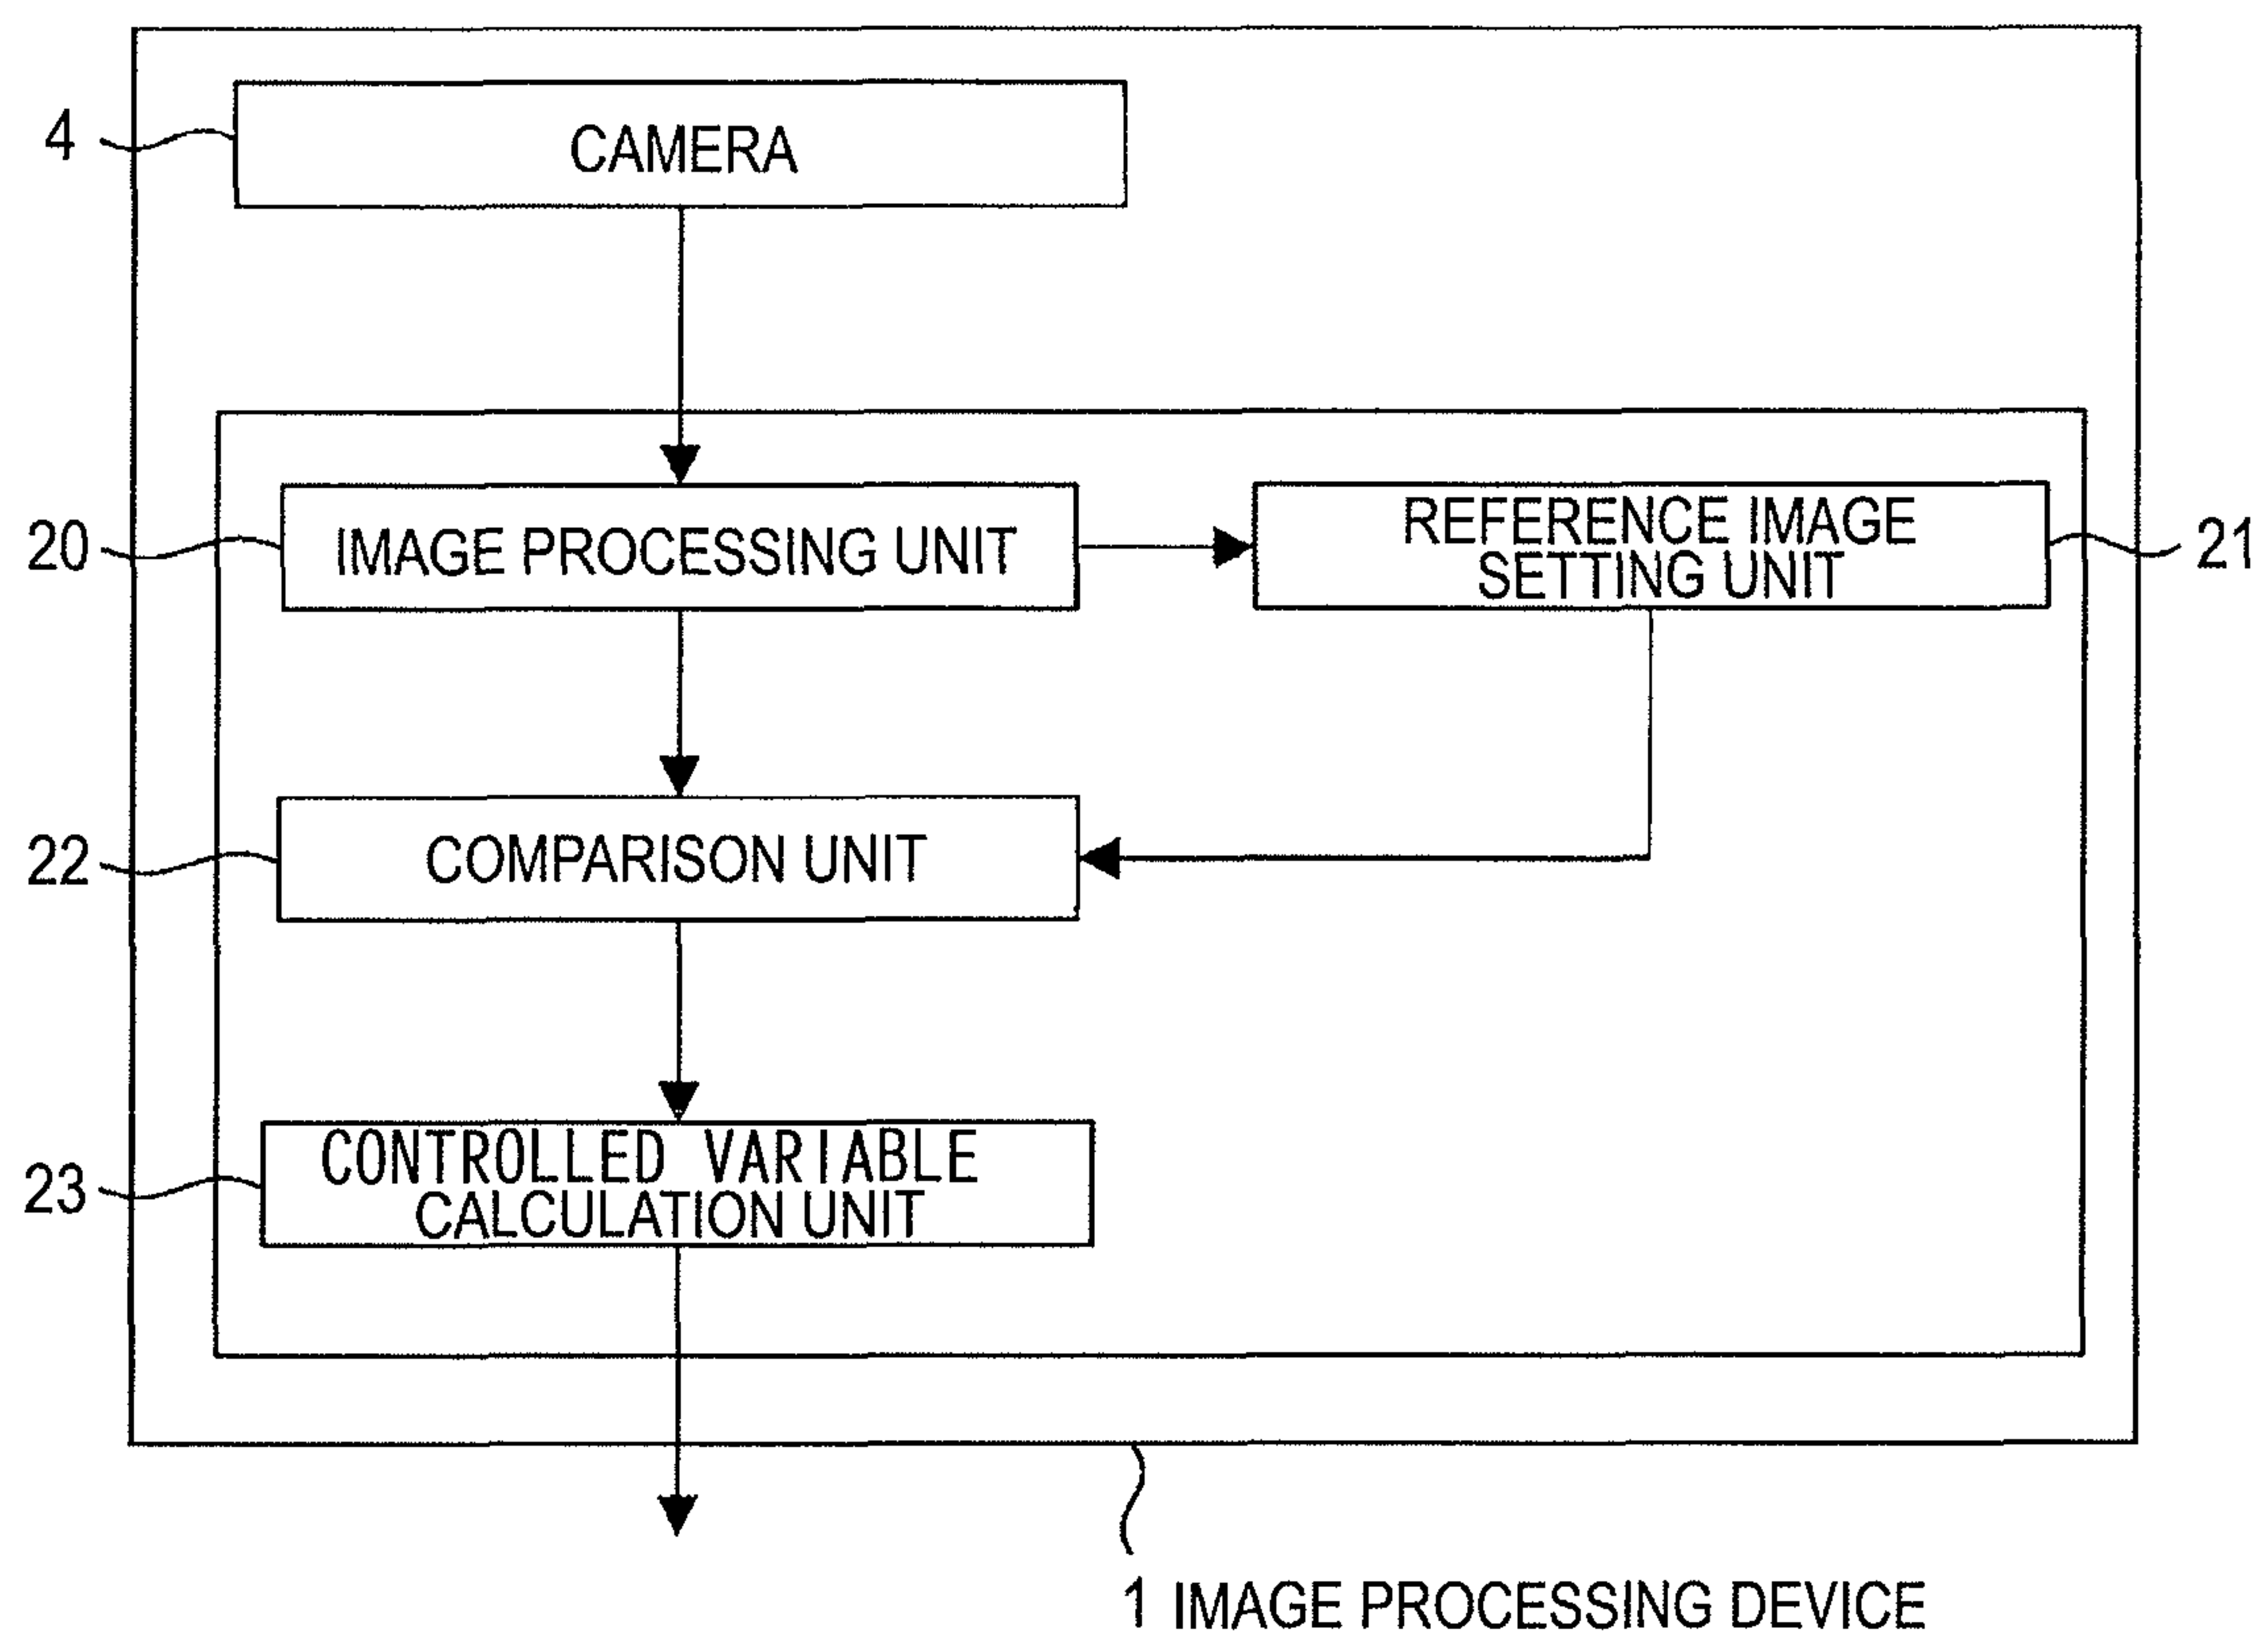 4
CAMERA
20
IMAGE PROCESSING UNIT
REFERENCE IMAGE
SETTING UNIT
21
22
COMPARISON UNIT
23
CONTROLLED VARIABLE
CALCULATION UNIT
1 IMAGE PROCESSING DEVICE